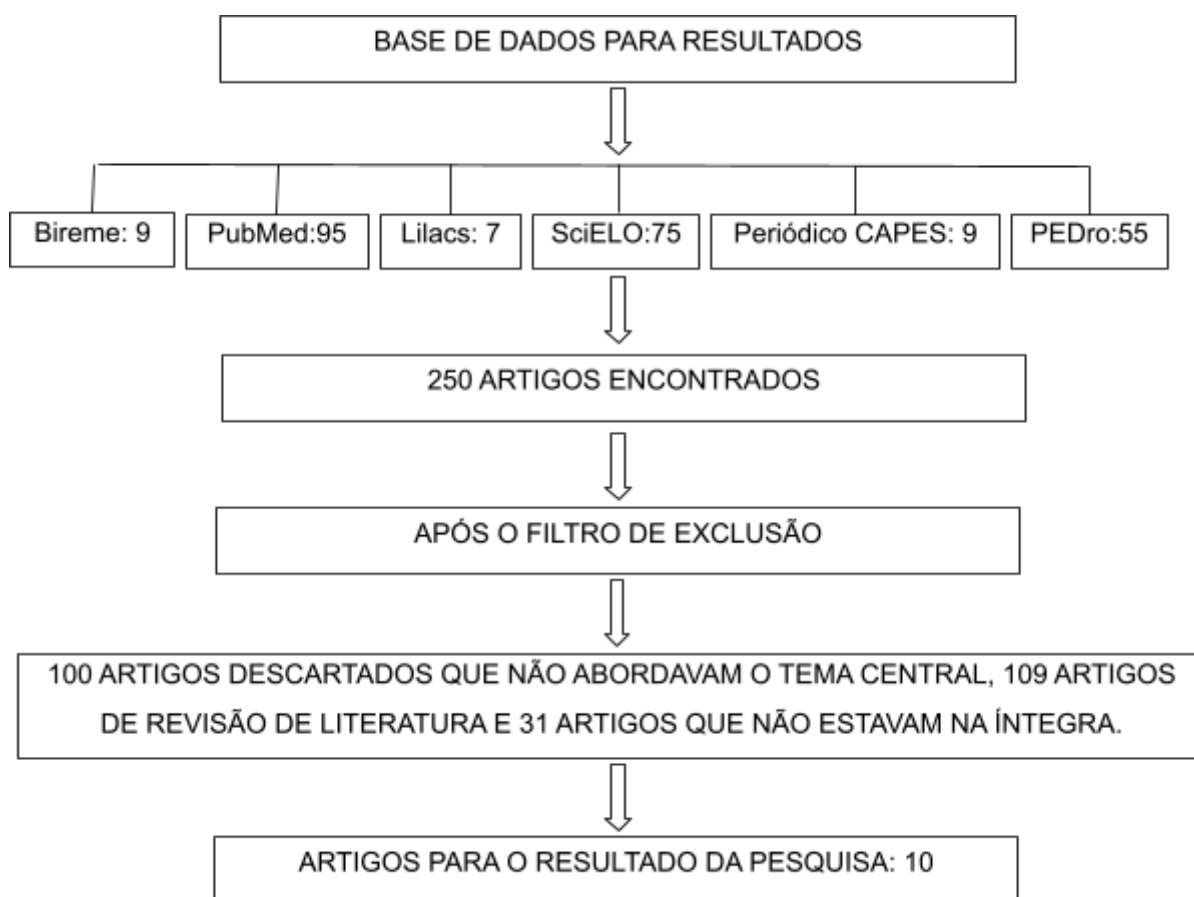 BASE DE DADOS PARA RESULTADOS
Bireme: 9
PubMed:95
Lilacs: 7
SciELO:75
Periódico CAPES: 9
PEDro:55
250 ARTIGOS ENCONTRADOS
APÓS O FILTRO DE EXCLUSÃO
100 ARTIGOS DESCARTADOS QUE NÃO ABORDAVAM O TEMA CENTRAL, 109 ARTIGOS
DE REVISÃO DE LITERATURA E 31 ARTIGOS QUE NÃO ESTAVAM NA ÍNTEGRA.
ARTIGOS PARA O RESULTADO DA PESQUISA: 10